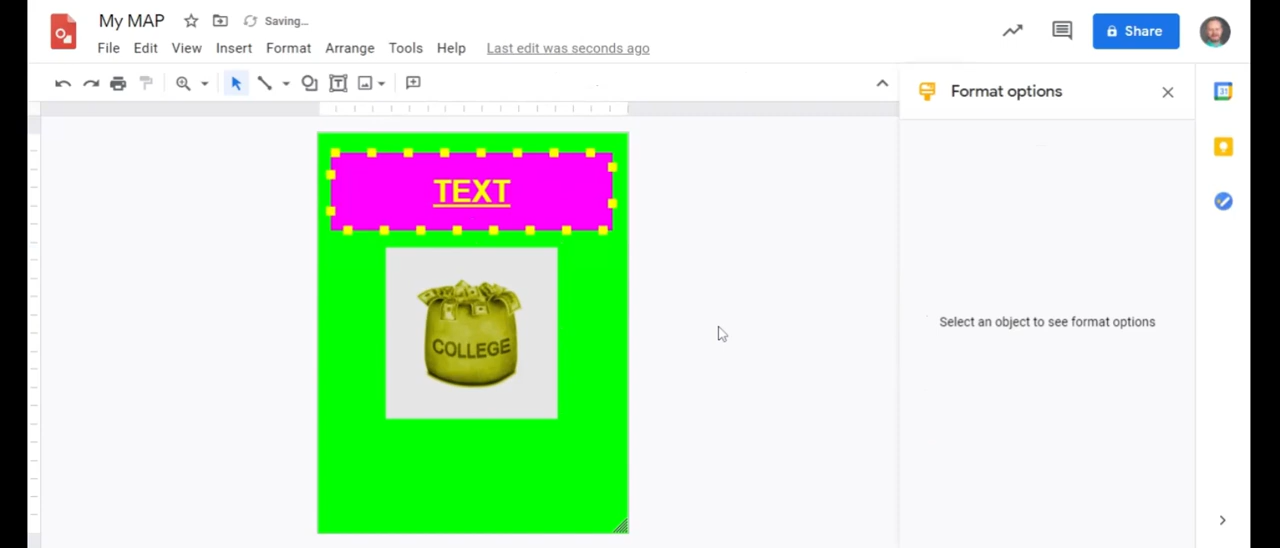 My MAP Saving...
File Edit View Insert Format Arrange Tools Help Last edit was seconds ago
Share
Format options
31
TEXT
COLLEGE
Select an object to see format options